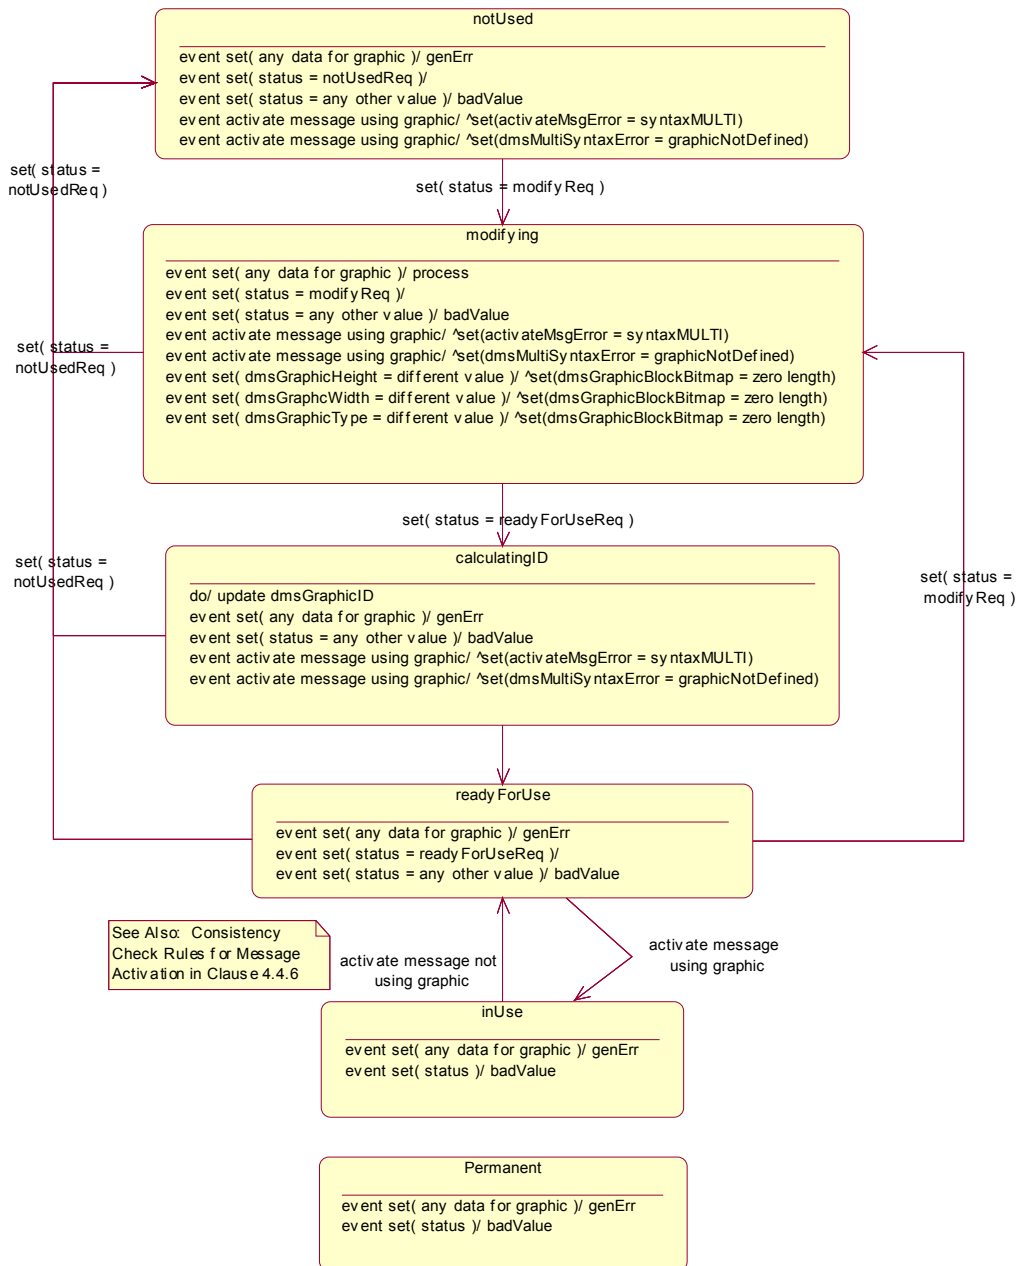 notUsed
event set( any data for graphic )/ genErr
event set( status = notUsedReq )/
event set( status = any other value )/ badValue
event activate message using graphic/ ^set(activateMsgError = syntaxMULTI)
event activate message using graphic/ ^set(dmsMultiSyntaxError = graphicNotDefined)
set( status =
notUsedReq )
set( status = modifyReq )
modifying
event set( any data for graphic )/ process
event set( status = modifyReq )/
event set( status = any other value )/ badValue
event activate message using graphic/ ^set(activateMsgError = syntaxMULTI)
event activate message using graphic/ ^set(dmsMultiSyntaxError = graphicNotDefined)
event set( dmsGraphicHeight = different value )/ ^set(dmsGraphicBlockBitmap = zero length)
event set( dmsGraphcWidth = different value )/ ^set(dmsGraphicBlockBitmap = zero length)
event set( dmsGraphicType = different value )/ ^set(dmsGraphicBlockBitmap = zero length)
set( status =
notUsedReq )
set( status = readyForUseReq )
calculatingID
do/ update dmsGraphicID
event set( any data for graphic )/ genErr
event set( status = any other value )/ badValue
event activate message using graphic/ ^set(activateMsgError = syntaxMULTI)
event activate message using graphic/ ^set(dmsMultiSyntaxError = graphicNotDefined)
set( status =
notUsedReq )
set( status =
modifyReq )
readyForUse
event set( any data for graphic )/ genErr
event set( status = readyForUseReq )/
event set( status = any other value )/ badValue
See Also: Consistency
Check Rules for Message
Activation in Clause 4.4.6
activate message not
using graphic
activate message
using graphic
inUse
event set( any data for graphic )/ genErr
event set( status )/ badValue
Permanent
event set( any data for graphic )/ genErr
event set( status )/ badValue